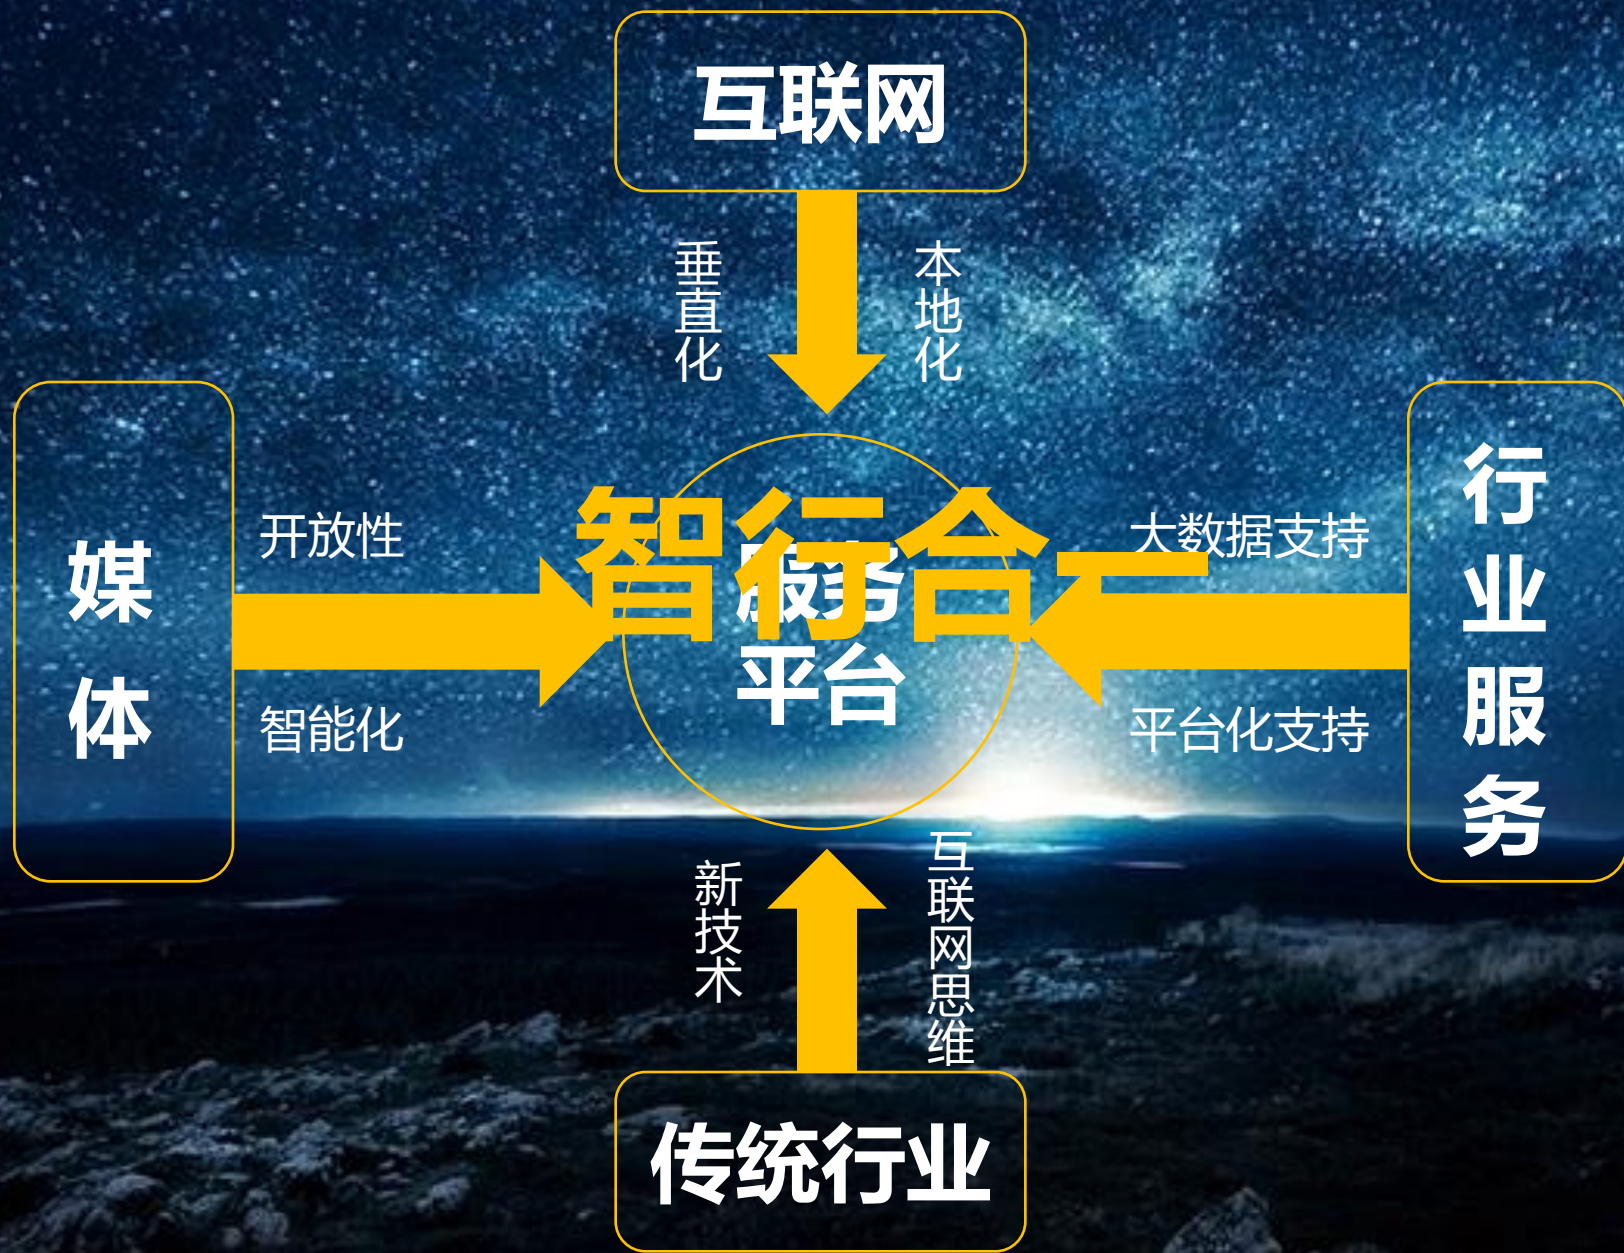 互联网
垂直化
本地化
媒体
开放性
智能化
智行合一
服务
平台
大数据支持
平台化支持
行业服务
新技术
互联网思维
传统行业